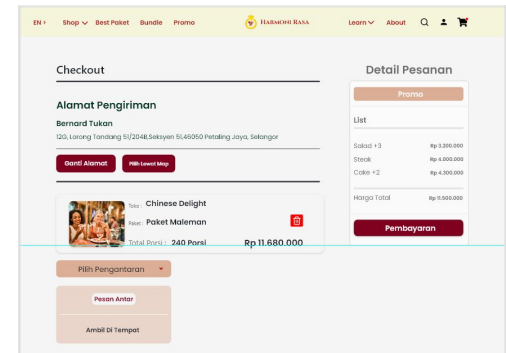 EN
Shop
Best Paket
Bundle
Promo
HARMONI RASA
Learn
About
Checkout
Alamat Pengiriman
Bernard Tukan
12G, Lorong Tandang 51/204B,Seksyen 51,46050 Petaling Jaya, Selangor
Ganti Alamat
Pilih Lewat Map
Toko : Chinese Delight
Paket : Paket Maleman
Total Porsi : 240 Porsi
Rp 11.680.000
Pilih Pengantaran
Pesan Antar
Ambil Di Tempat
Detail Pesanan
Promo
List
Salad +3 Rp 3.200.000
Steak Rp 4.000.000
Cake +2 Rp 4.300.000
Harga Total Rp 11.500.000
Pembayaran